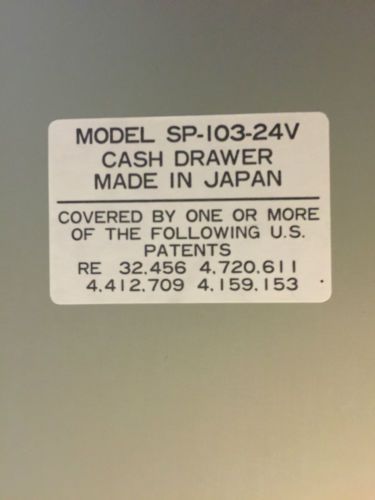 MODEL SP-103-24V
CASH DRAWER
MADE IN JAPAN
COVERED BY ONE OR MORE
OF THE FOLLOWING U.S.
PATENTS
RE 32.456 4.720.611
4.412.709 4.159.153